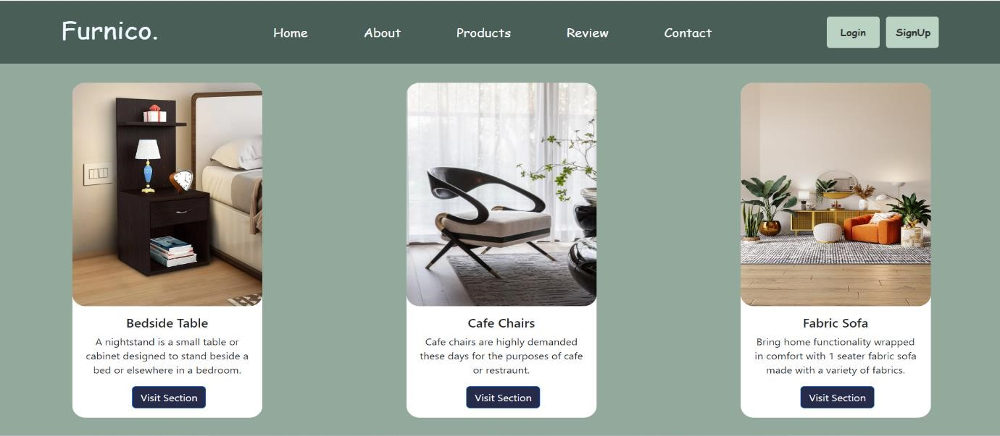 Furnico.
Home About Products Review Contact Login SignUp
Bedside Table
A nightstand is a small table or
cabinet designed to stand beside a
bed or elsewhere in a bedroom.
Visit Section
Cafe Chairs
Cafe chairs are highly demanded
these days for the purposes of cafe
or restraunt.
Visit Section
Fabric Sofa
Bring home functionality wrapped
in comfort with 1 seater fabric sofa
made with a variety of fabrics.
Visit Section